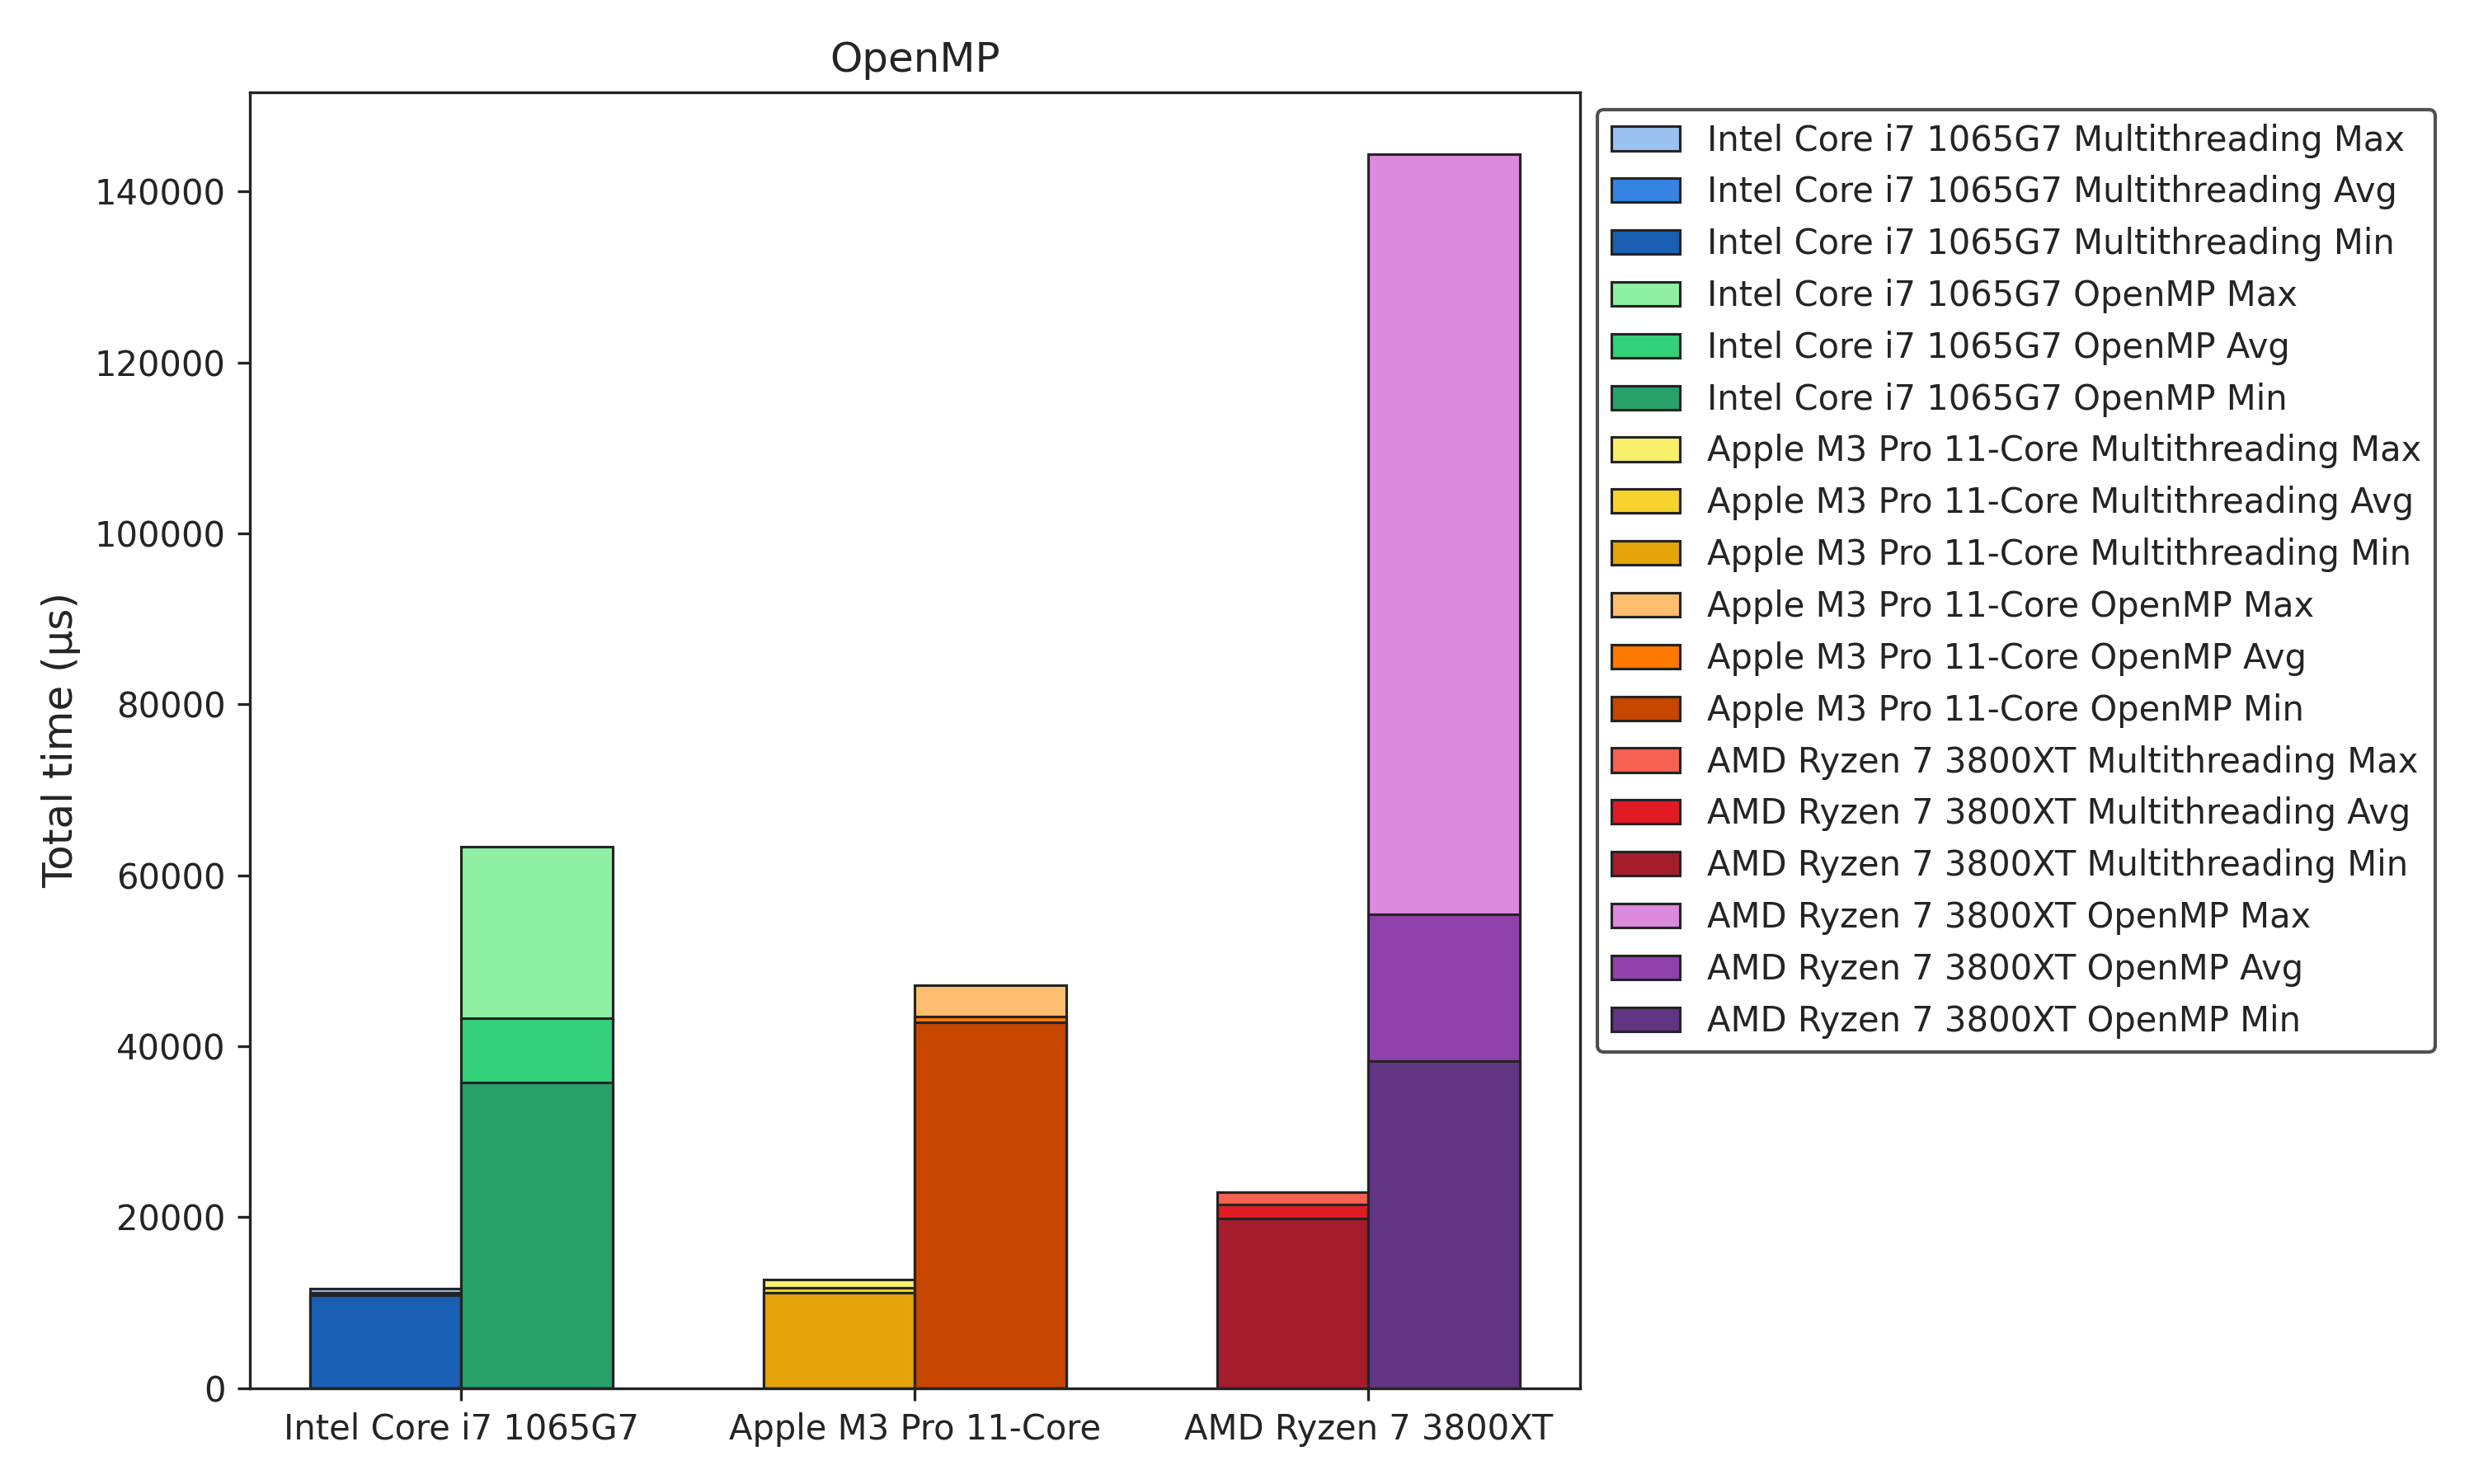 OpenMP
Total time (µs)
140000
120000
100000
80000
60000
40000
20000
0
Intel Core i7 1065G7
Apple M3 Pro 11-Core
AMD Ryzen 7 3800XT
Intel Core i7 1065G7 Multithreading Max
Intel Core i7 1065G7 Multithreading Avg
Intel Core i7 1065G7 Multithreading Min
Intel Core i7 1065G7 OpenMP Max
Intel Core i7 1065G7 OpenMP Avg
Intel Core i7 1065G7 OpenMP Min
Apple M3 Pro 11-Core Multithreading Max
Apple M3 Pro 11-Core Multithreading Avg
Apple M3 Pro 11-Core Multithreading Min
Apple M3 Pro 11-Core OpenMP Max
Apple M3 Pro 11-Core OpenMP Avg
Apple M3 Pro 11-Core OpenMP Min
AMD Ryzen 7 3800XT Multithreading Max
AMD Ryzen 7 3800XT Multithreading Avg
AMD Ryzen 7 3800XT Multithreading Min
AMD Ryzen 7 3800XT OpenMP Max
AMD Ryzen 7 3800XT OpenMP Avg
AMD Ryzen 7 3800XT OpenMP Min